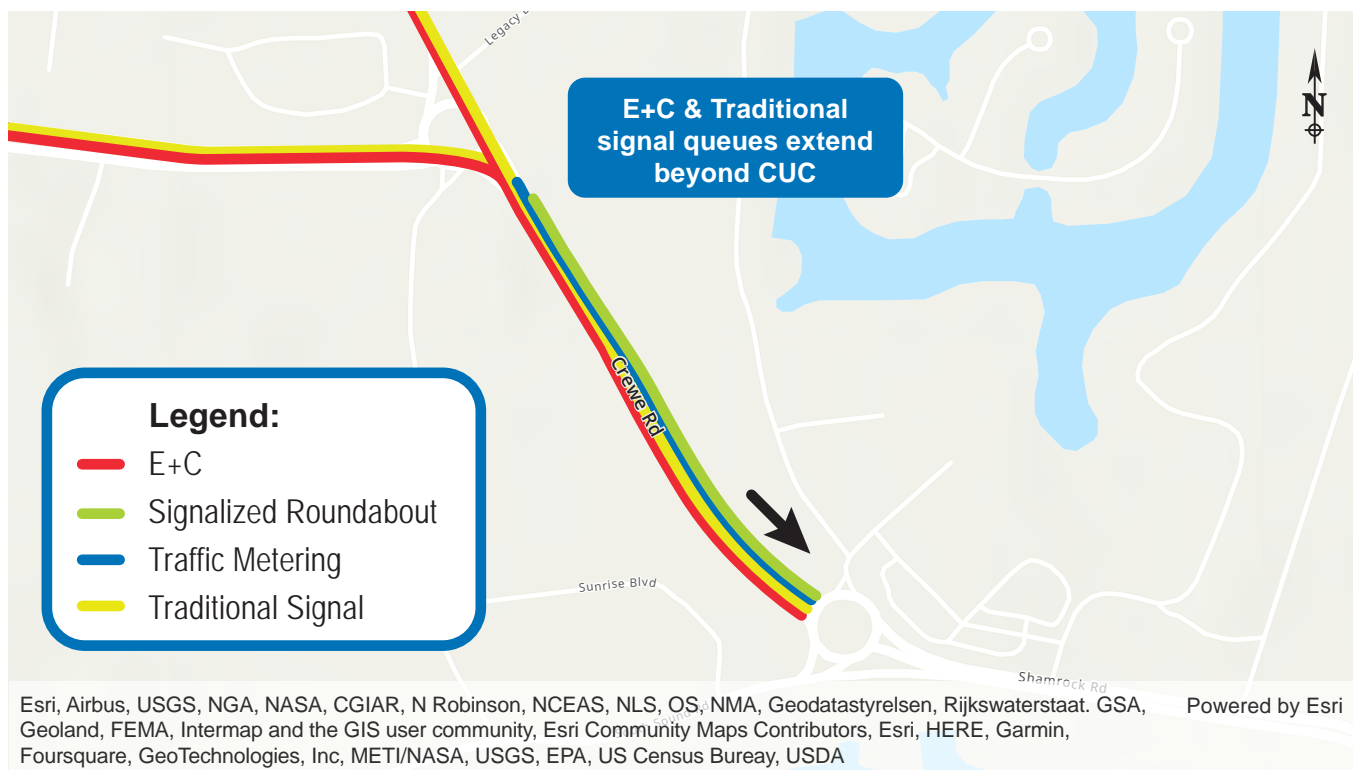 Legacy
E+C & Traditional
signal queues extend
beyond CUC
N
Crewe Rd
Legend:
E+C
Signalized Roundabout
Traffic Metering
Traditional Signal
Sunrise Blvd
Shamrock Rd
Esri, Airbus, USGS, NGA, NASA, CGIAR, N Robinson, NCEAS, NLS, OS, NMA, Geodatastyrelsen, Rijkswaterstaat. GSA,
Geoland, FEMA, Intermap and the GIS user community, Esri Community Maps Contributors, Esri, HERE, Garmin,
Foursquare, GeoTechnologies, Inc, METI/NASA, USGS, EPA, US Census Bureay, USDA
Powered by Esri